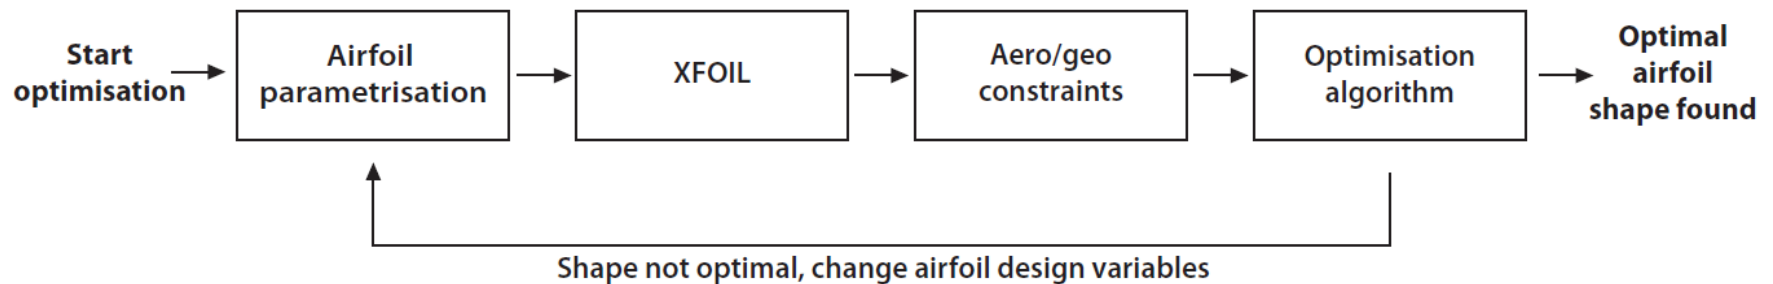 Start
optimisation
Airfoil
parametrisation
XFOIL
Aero/geo
constraints
Optimisation
algorithm
Optimal
airfoil
shape found
Shape not optimal, change airfoil design variables